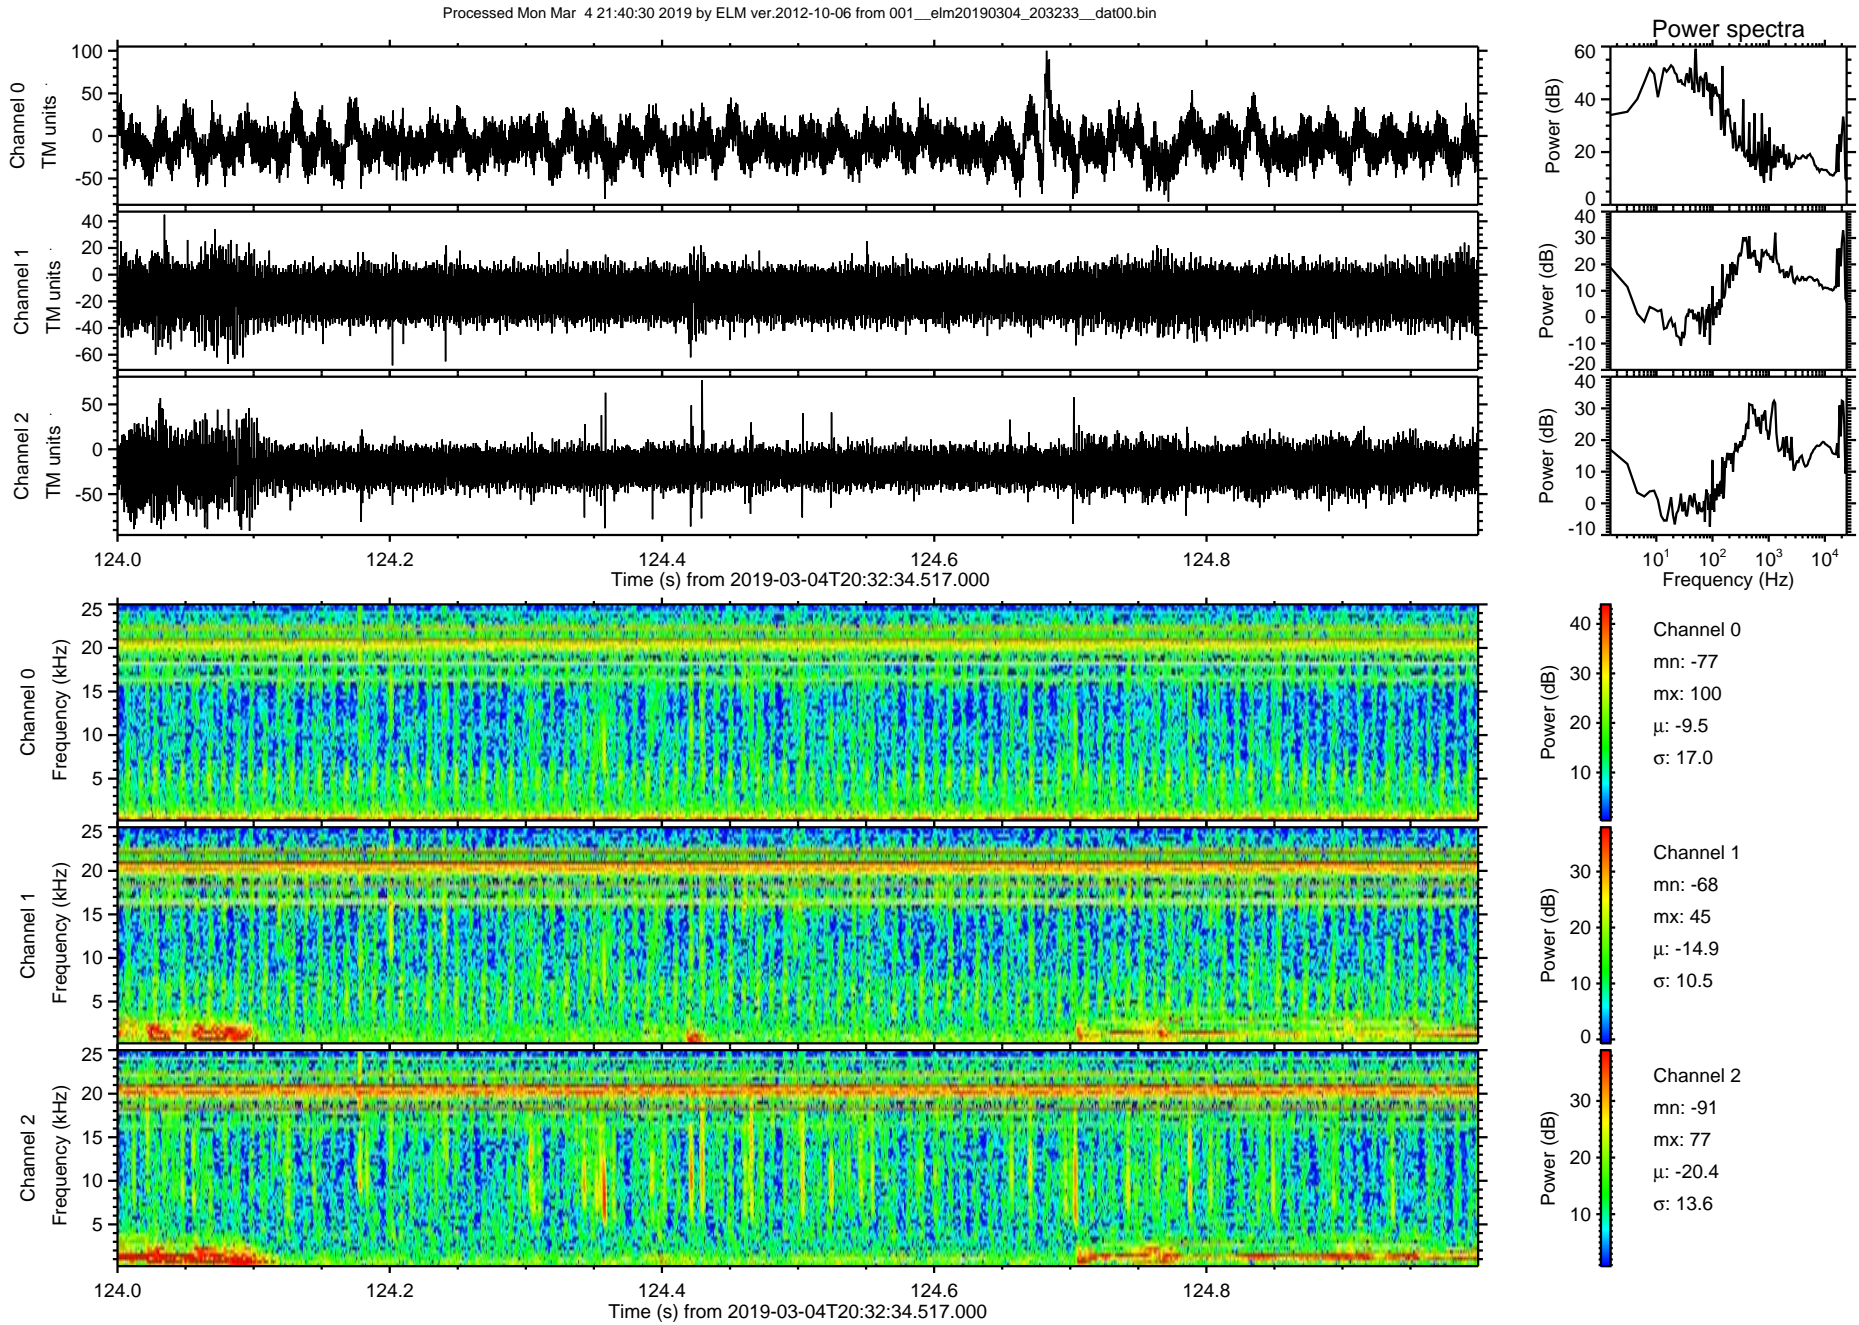 Processed Mon Mar  4 21:40:30 2019 by ELM ver.2012-10-06 from 001__elm20190304_203233__dat00.bin
Power spectra
Channel 0
TM units
100
50
0
-50
Power (dB)
60
40
20
0
Channel 1
TM units
40
20
0
-20
-40
-60
Power (dB)
40
30
20
10
0
-10
-20
Channel 2
TM units
50
0
-50
Power (dB)
40
30
20
10
0
-10
124.0 124.2 124.4 124.6 124.8
Time (s) from 2019-03-04T20:32:34.517.000
10^1 10^2 10^3 10^4
Frequency (Hz)
Channel 0
Frequency (kHz)
25
20
15
10
5
Power (dB)
40
30
20
10
Channel 0
mn: -77
mx: 100
μ: -9.5
σ: 17.0
Channel 1
Frequency (kHz)
25
20
15
10
5
Power (dB)
30
20
10
0
Channel 1
mn: -68
mx: 45
μ: -14.9
σ: 10.5
Channel 2
Frequency (kHz)
25
20
15
10
5
Power (dB)
30
20
10
Channel 2
mn: -91
mx: 77
μ: -20.4
σ: 13.6
124.0 124.2 124.4 124.6 124.8
Time (s) from 2019-03-04T20:32:34.517.000